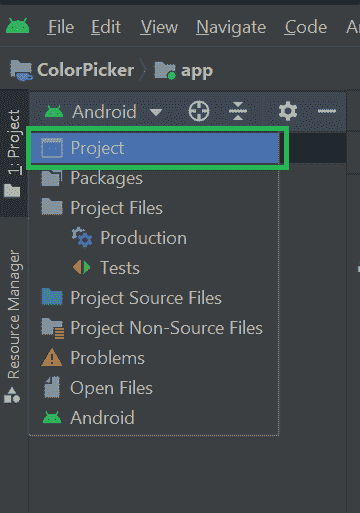 File Edit View Navigate Code
ColorPicker app
Android
1: Project
Resource Manager
Project
Packages
Project Files
Production
Tests
Project Source Files
Project Non-Source Files
Problems
Open Files
Android